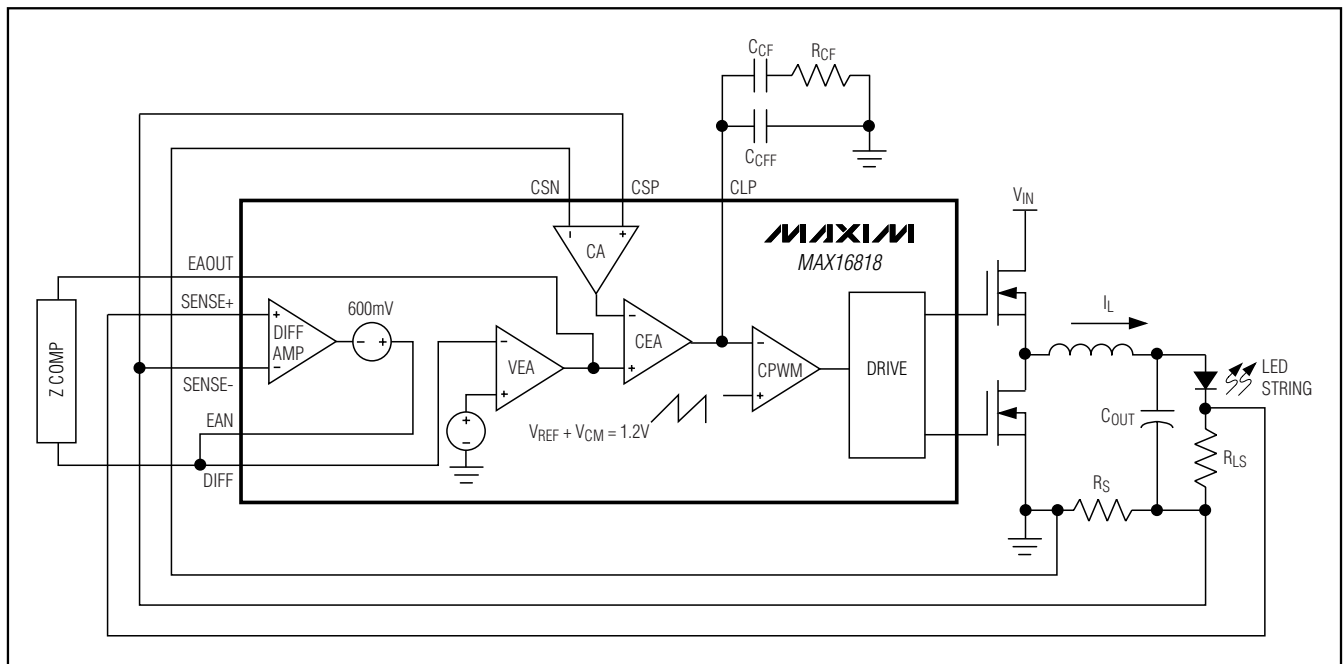 CCF
RCF
CCFF
CSN
CSP
CLP
VIN
CA
MAXIM
MAX16818
EAOUT
SENSE+
600mV
IL
Z COMP
DIFF
AMP
VEA
CEA
CPWM
DRIVE
LED
STRING
SENSE-
EAN
VREF + VCM = 1.2V
COUT
RLS
DIFF
RS